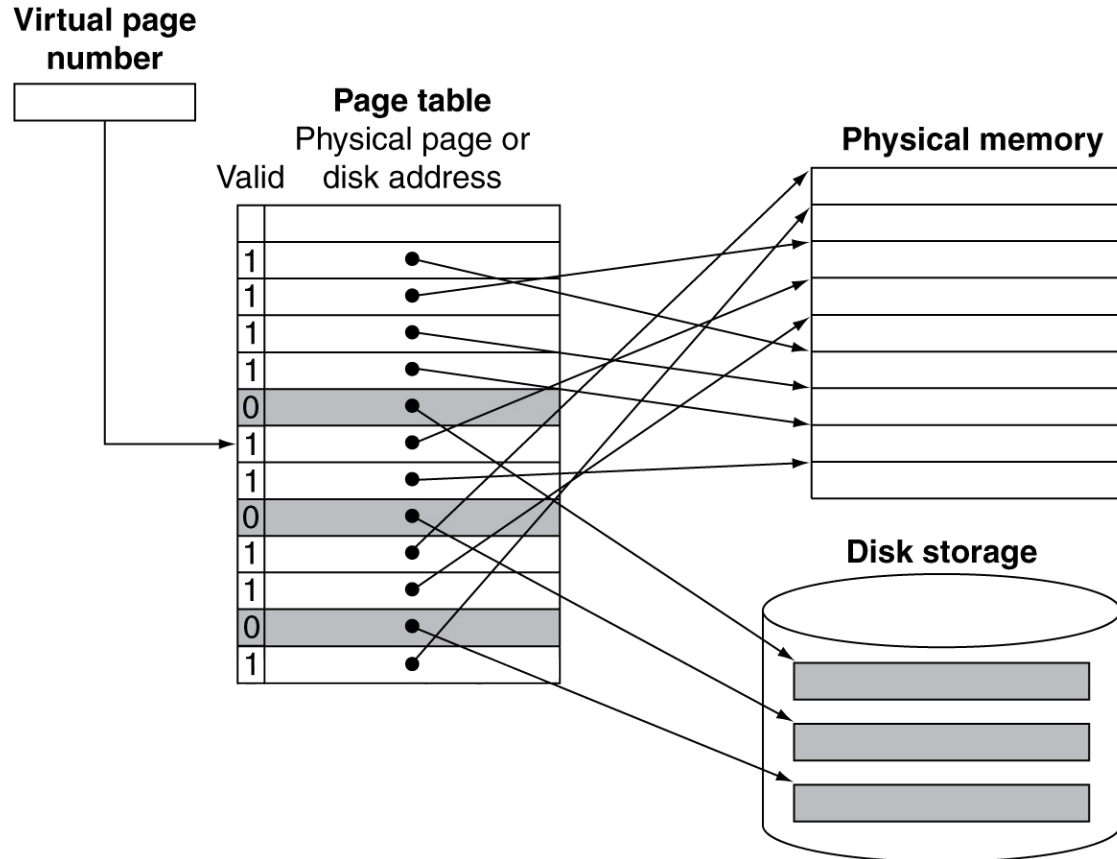 Virtual page
number
Page table
Physical page or
Valid disk address
1
1
1
1
0
1
1
0
1
1
0
1
Physical memory
Disk storage